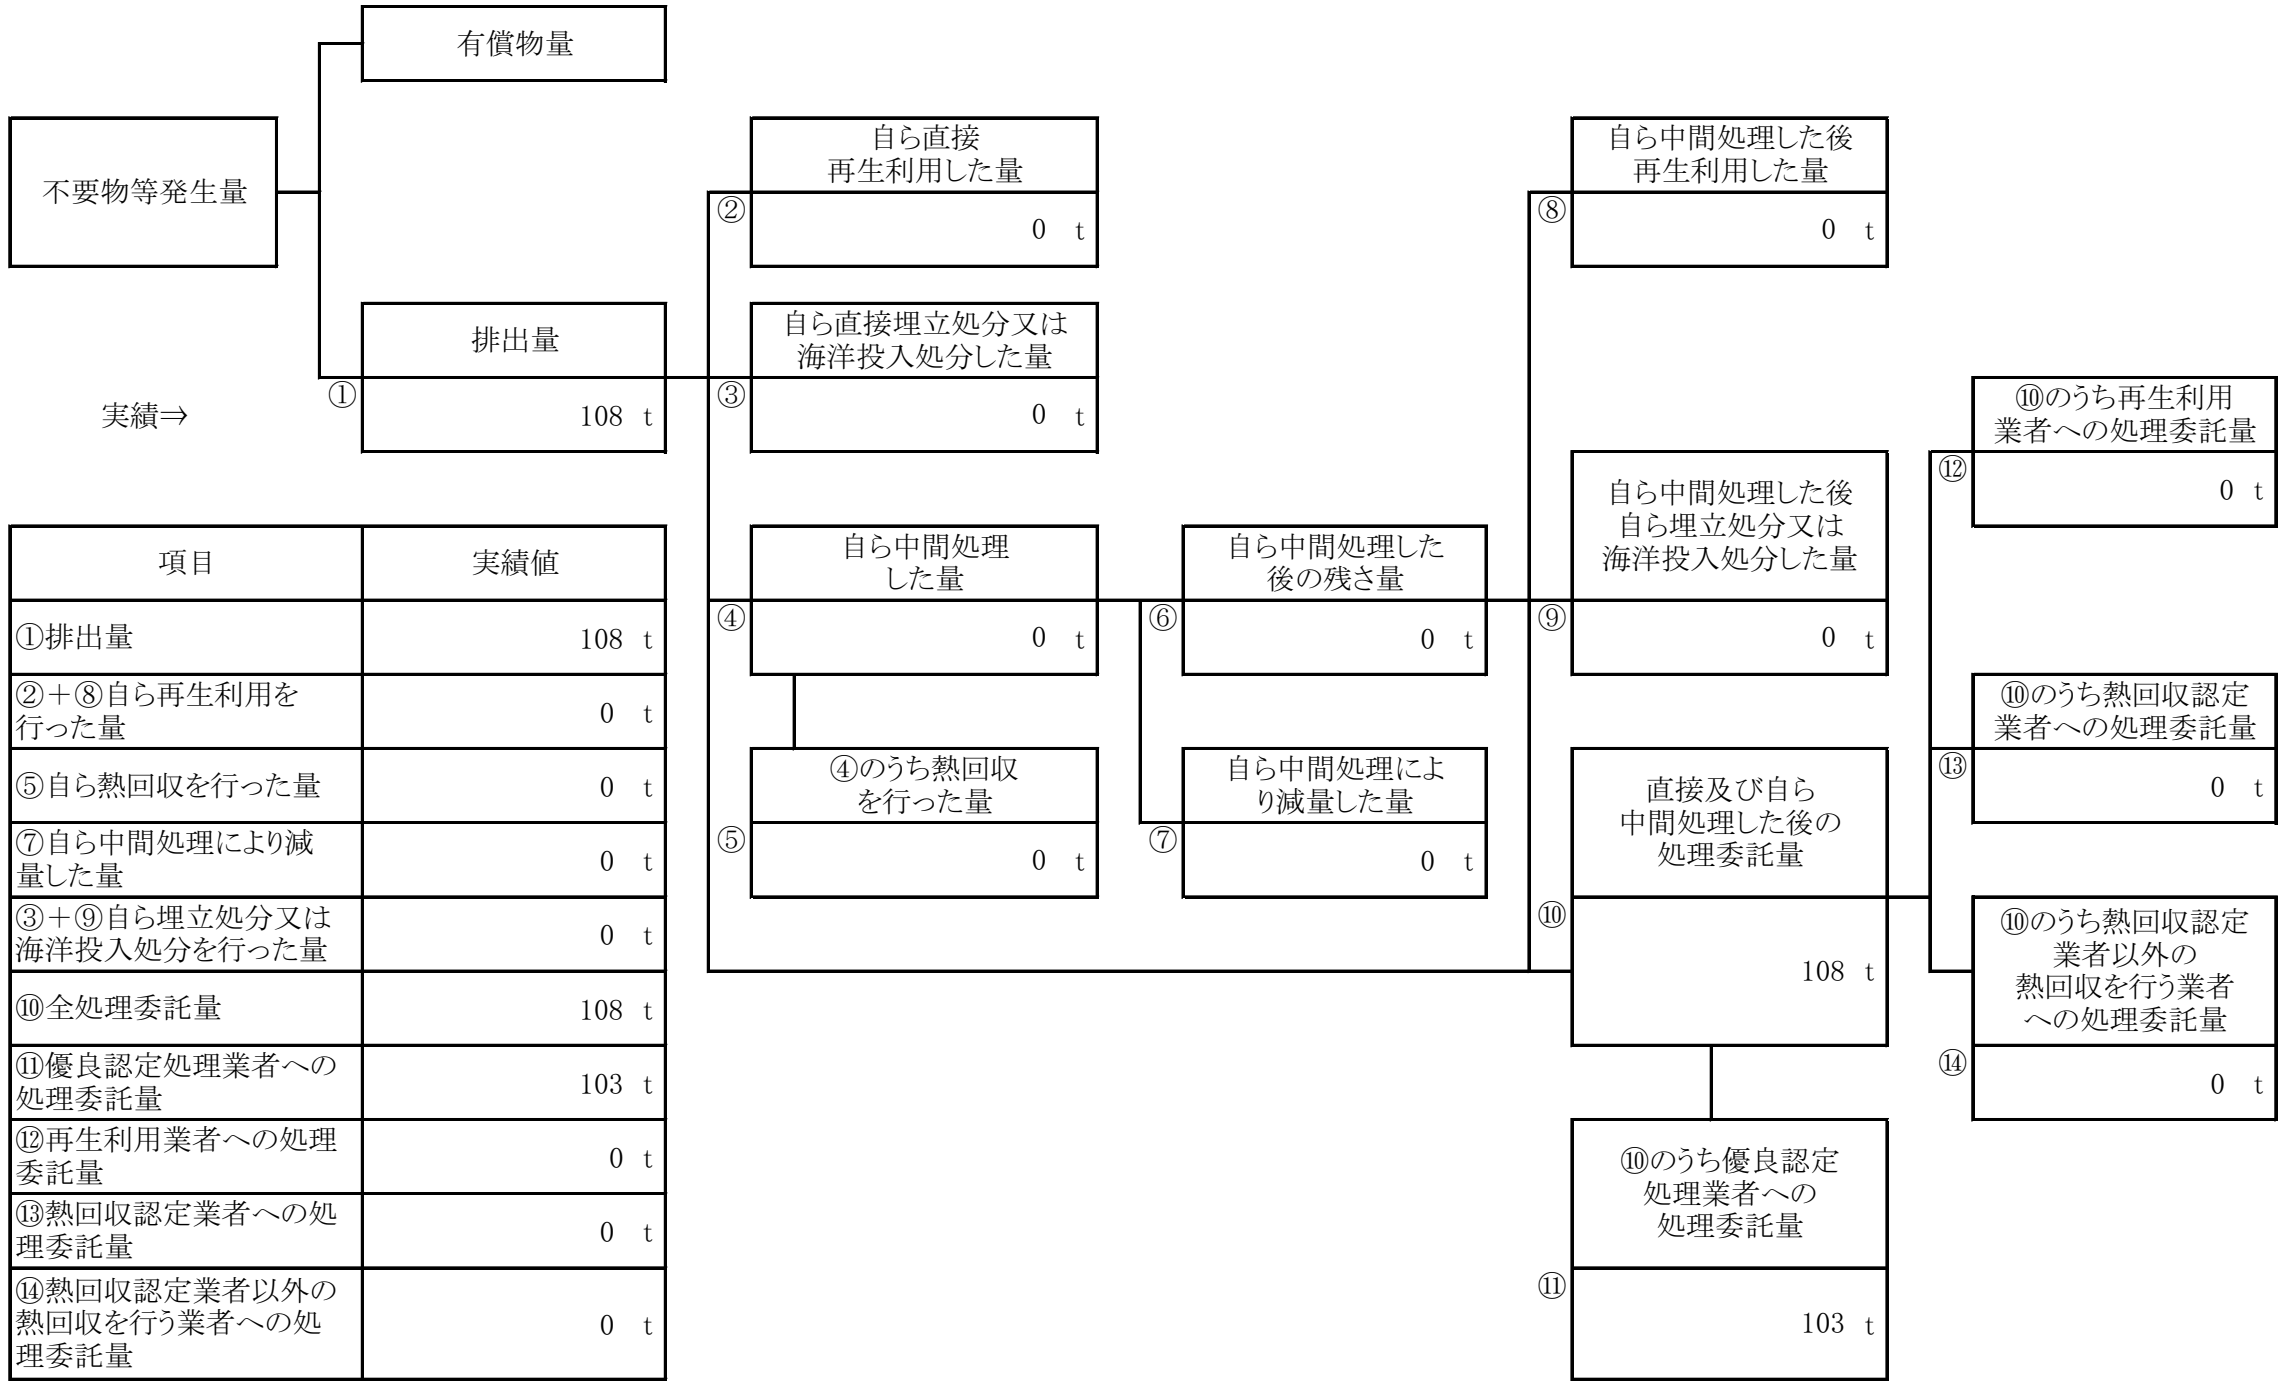 有償物量
不要物等発生量
排出量
①
108 t
実績⇒
自ら直接
再生利用した量
②
0 t
自ら直接埋立処分又は
海洋投入処分した量
③
0 t
自ら中間処理
した量
④
0 t
④のうち熱回収
を行った量
⑤
0 t
自ら中間処理した
後の残さ量
⑥
0 t
自ら中間処理によ
り減量した量
⑦
0 t
自ら中間処理した後
再生利用した量
⑧
0 t
自ら中間処理した後
自ら埋立処分又は
海洋投入処分した量
⑨
0 t
直接及び自ら
中間処理した後の
処理委託量
⑩
108 t
⑩のうち優良認定
処理業者への
処理委託量
⑪
103 t
⑩のうち再生利用
業者への処理委託量
⑫
0 t
⑩のうち熱回収認定
業者への処理委託量
⑬
0 t
⑩のうち熱回収認定
業者以外の
熱回収を行う業者
への処理委託量
⑭
0 t
項目 実績値
①排出量 108 t
②＋⑧自ら再生利用を
行った量 0 t
⑤自ら熱回収を行った量 0 t
⑦自ら中間処理により減
量した量 0 t
③＋⑨自ら埋立処分又は
海洋投入処分を行った量 0 t
⑩全処理委託量 108 t
⑪優良認定処理業者への
処理委託量 103 t
⑫再生利用業者への処理
委託量 0 t
⑬熱回収認定業者への処
理委託量 0 t
⑭熱回収認定業者以外の
熱回収を行う業者への処
理委託量 0 t